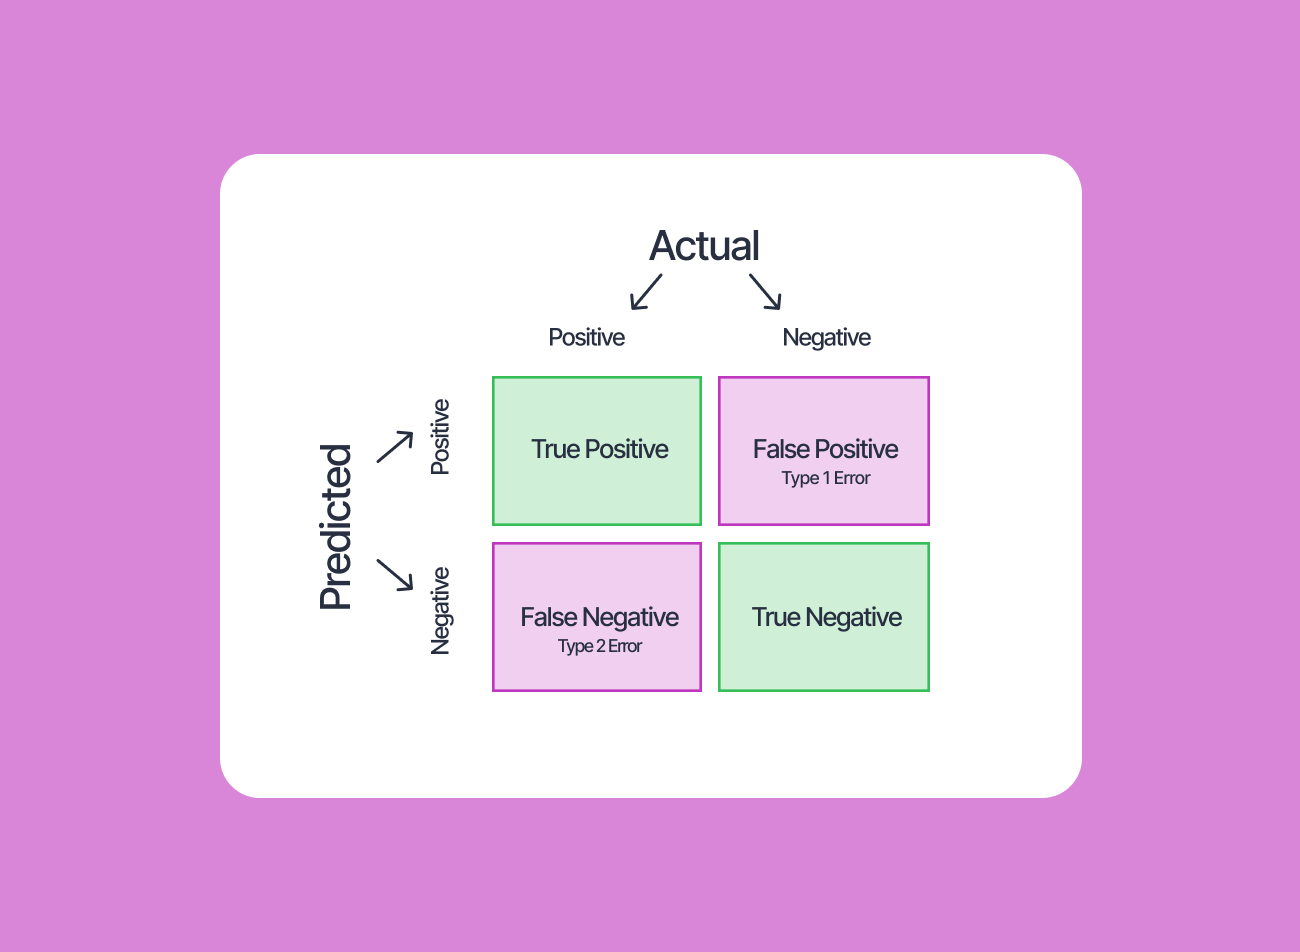 Actual
Positive
Negative
Predicted
Positive
True Positive
False Positive
Type 1 Error
Negative
False Negative
Type 2 Error
True Negative